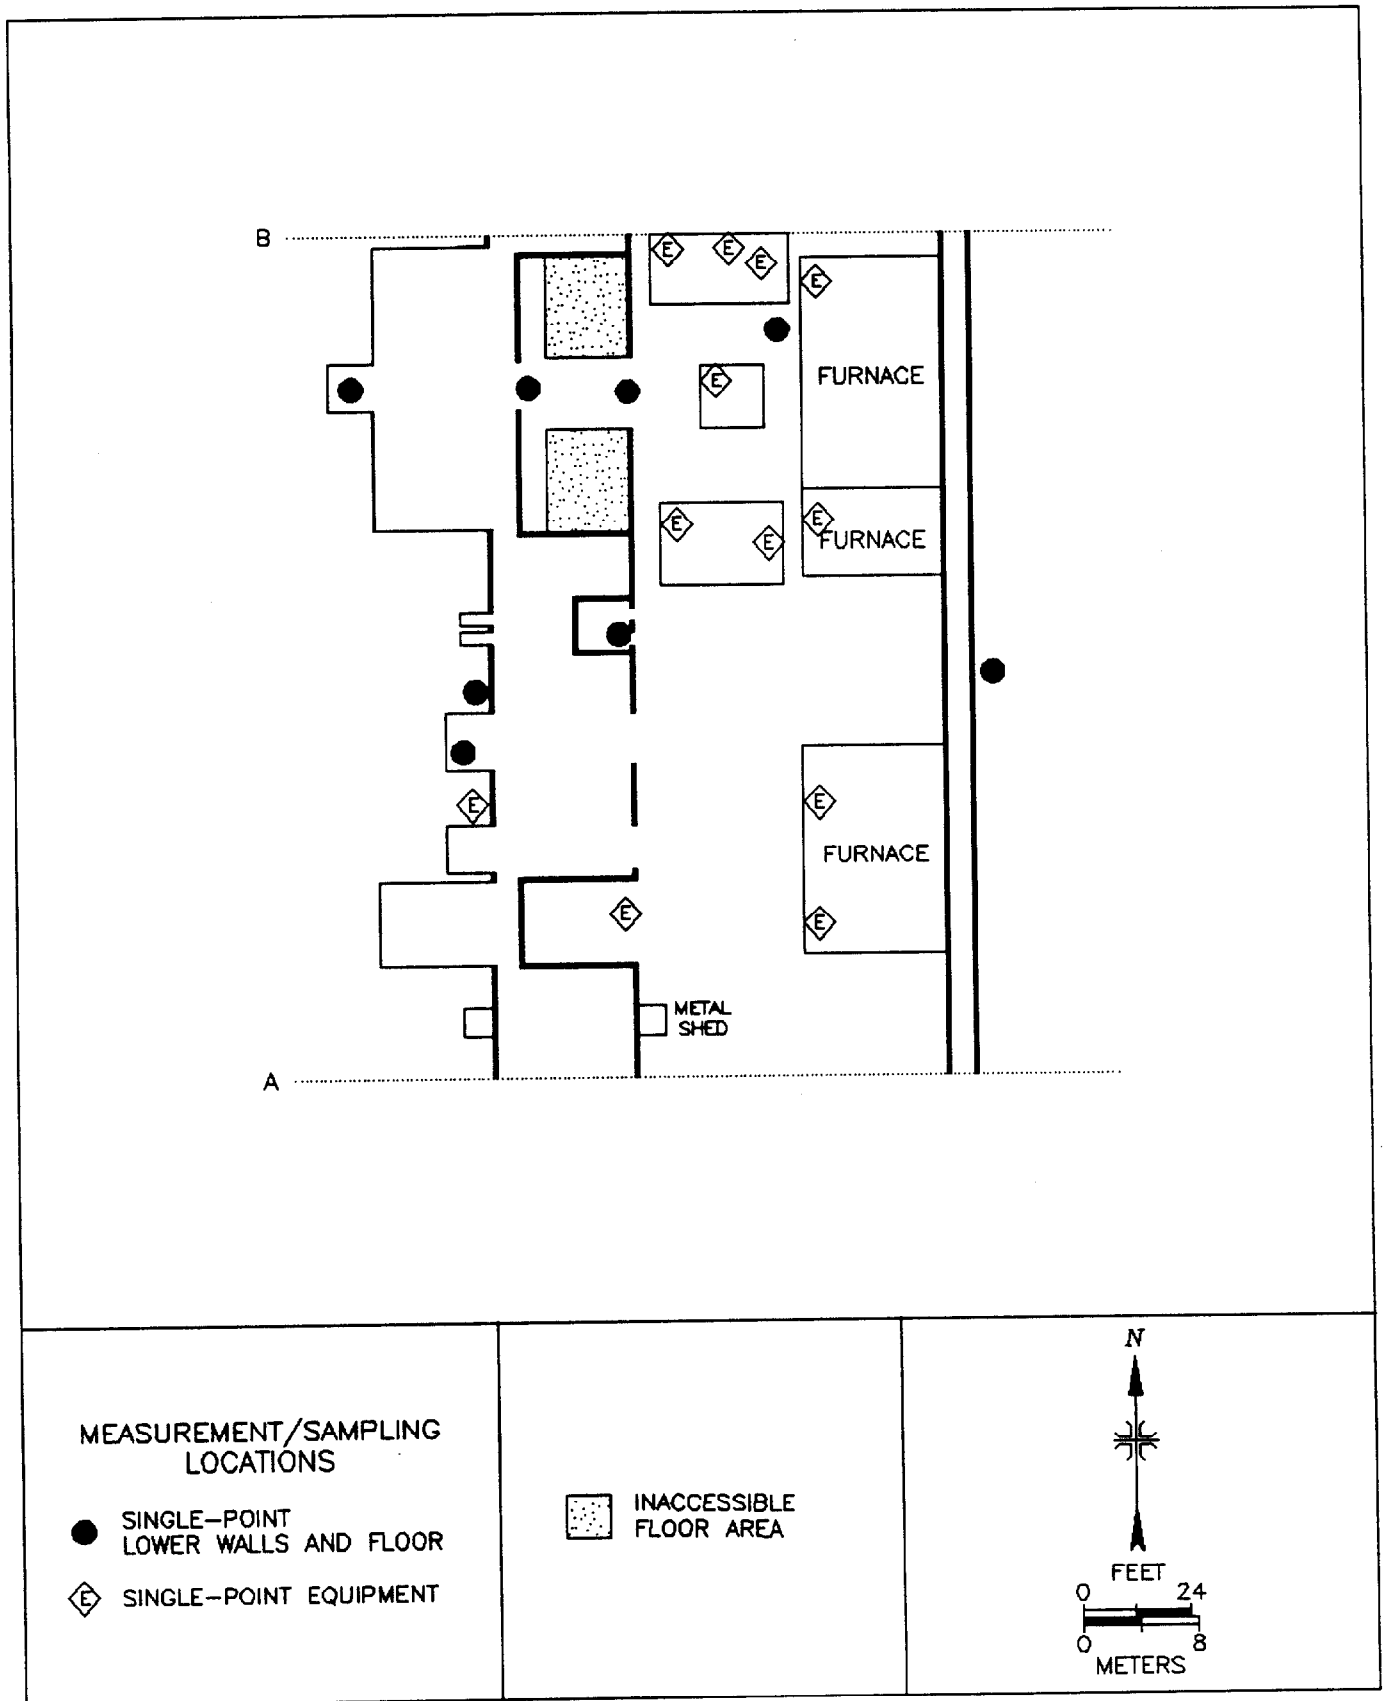 B
E
E
E
E
FURNACE
E
E
E
E
FURNACE
E
E
FURNACE
E
E
METAL
SHED
A
N
MEASUREMENT/SAMPLING
LOCATIONS
SINGLE-POINT
LOWER WALLS AND FLOOR
E SINGLE-POINT EQUIPMENT
INACCESSIBLE
FLOOR AREA
FEET
0 24
0 8
METERS